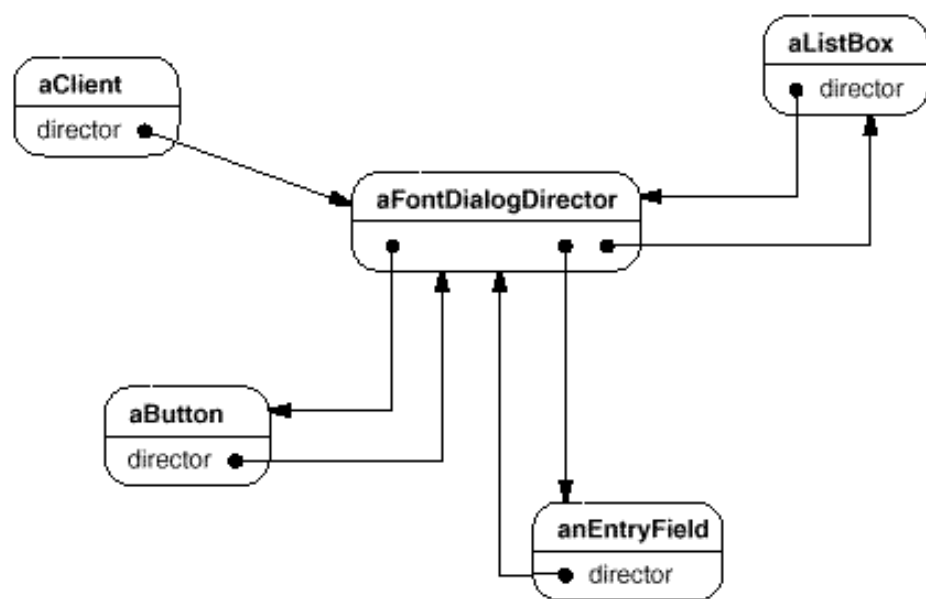 aListBox
director
aClient
director
aFontDialogDirector
aButton
director
anEntryField
director